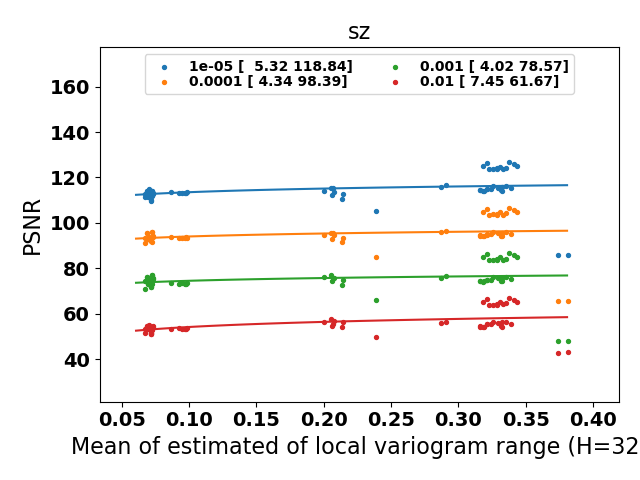 sz
1e-05 [  5.32 118.84]
0.0001 [ 4.34 98.39]
0.001 [ 4.02 78.57]
0.01 [ 7.45 61.67]
PSNR
160
140
120
100
80
60
40
0.05 0.10 0.15 0.20 0.25 0.30 0.35 0.40
Mean of estimated of local variogram range (H=32